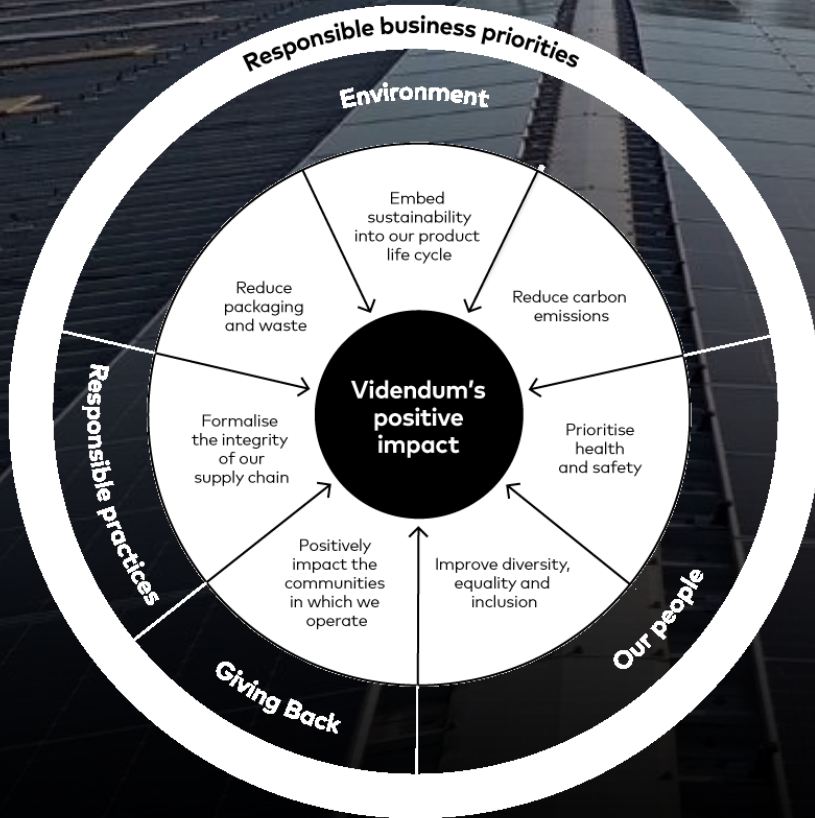 Responsible business priorities
Environment
Embed
sustainability
into our product
life cycle
Reduce
packaging
and waste
Reduce carbon
emissions
Videndum's
positive
impact
Responsible practices
Formalise
the integrity
of our
supply chain
Prioritise
health
and safety
Positively
impact the
communities
in which we
operate
Improve diversity,
equality and
inclusion
Our people
Giving Back